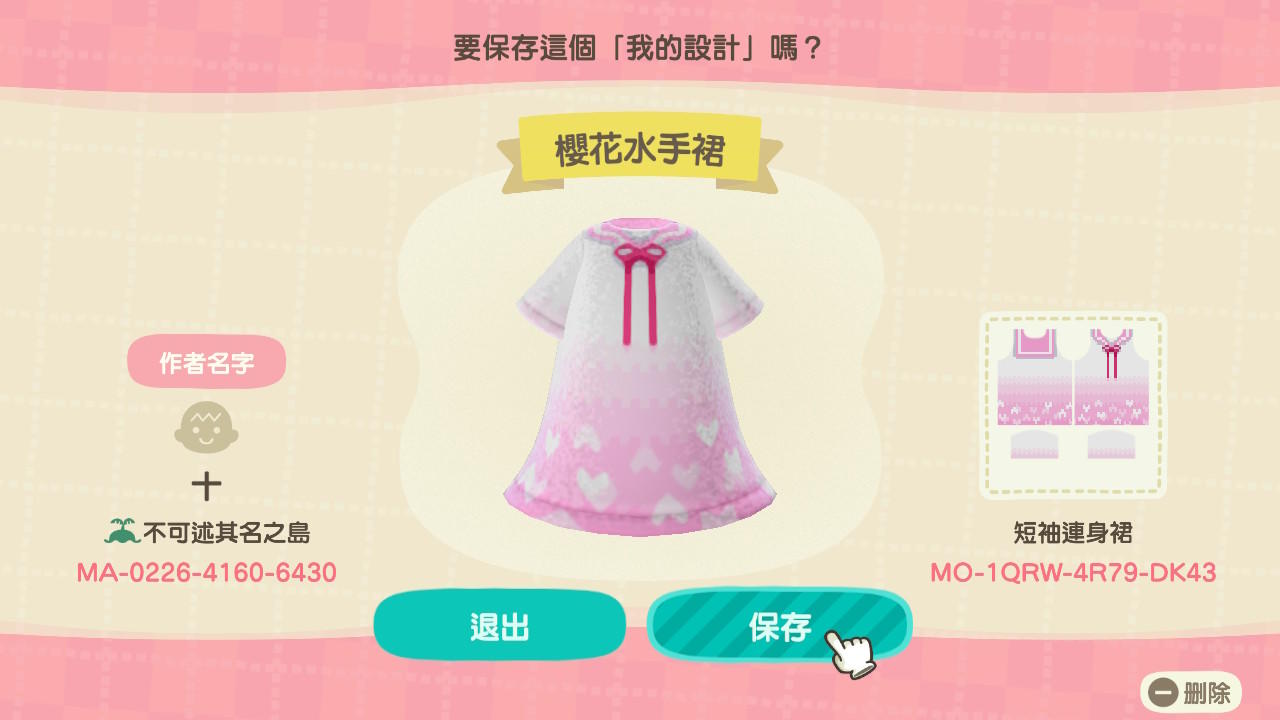 要保存這個「我的設計」嗎？
櫻花水手裙
作者名字
+
不可述其名之島
MA-0226-4160-6430
短袖連身裙
MO-1QRW-4R79-DK43
退出
保存
刪除